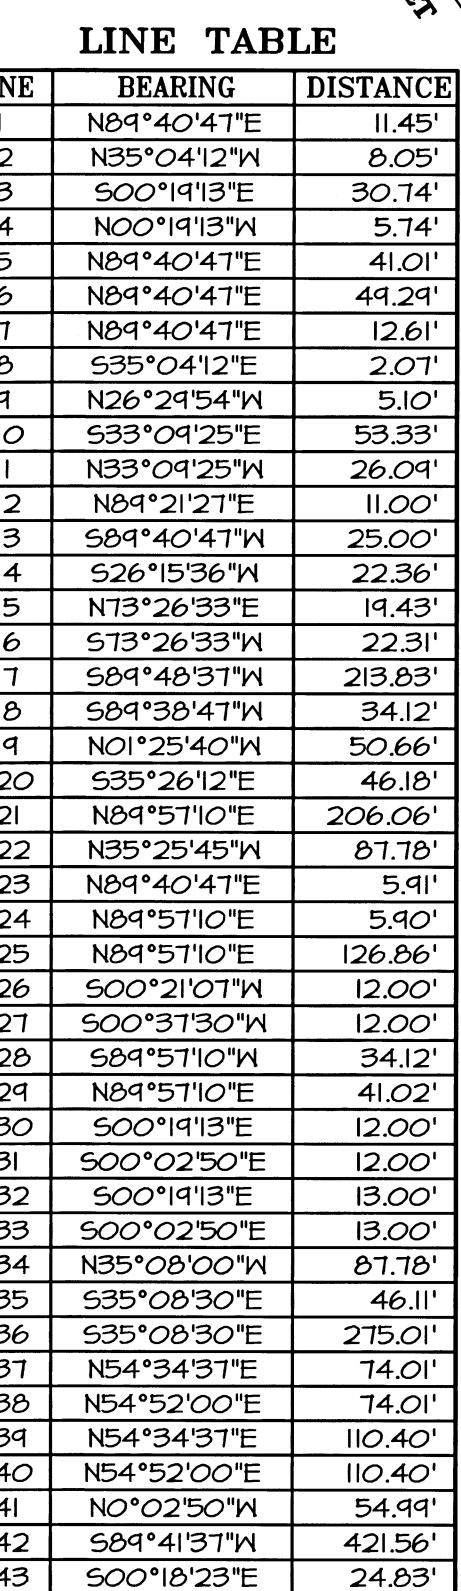 LINE TABLE
NE BEARING DISTANCE
1 N89°40'47"E 11.45'
2 N35°04'12"W 8.05'
3 S00°19'13"E 30.74'
4 N00°19'13"W 5.74'
5 N89°40'47"E 41.01'
6 N89°40'47"E 49.29'
7 N89°40'47"E 12.61'
8 S35°04'12"E 2.07'
9 N26°29'54"W 5.10'
0 S33°09'25"E 53.33'
1 N33°09'25"W 26.09'
2 N89°21'27"E 11.00'
3 S89°40'47"W 25.00'
4 S26°15'36"W 22.36'
5 N73°26'33"E 19.43'
6 S73°26'33"W 22.31'
7 S89°48'37"W 213.83'
8 S89°38'47"W 34.12'
9 N01°25'40"W 50.66'
20 S35°26'12"E 46.18'
21 N89°57'10"E 206.06'
22 N35°25'45"W 87.78'
23 N89°40'47"E 5.91'
24 N89°57'10"E 5.90'
25 N89°57'10"E 126.86'
26 S00°21'07"W 12.00'
27 S00°37'30"W 12.00'
28 S89°57'10"W 34.12'
29 N89°57'10"E 41.02'
30 S00°19'13"E 12.00'
31 S00°02'50"E 12.00'
32 S00°19'13"E 13.00'
33 S00°02'50"E 13.00'
34 N35°08'00"W 87.78'
35 S35°08'30"E 46.11'
36 S35°08'30"E 275.01'
37 N54°34'37"E 74.01'
38 N54°52'00"E 74.01'
39 N54°34'37"E 110.40'
40 N54°52'00"E 110.40'
41 N0°02'50"W 54.99'
42 S89°41'37"W 421.56'
43 S00°18'23"E 24.83'